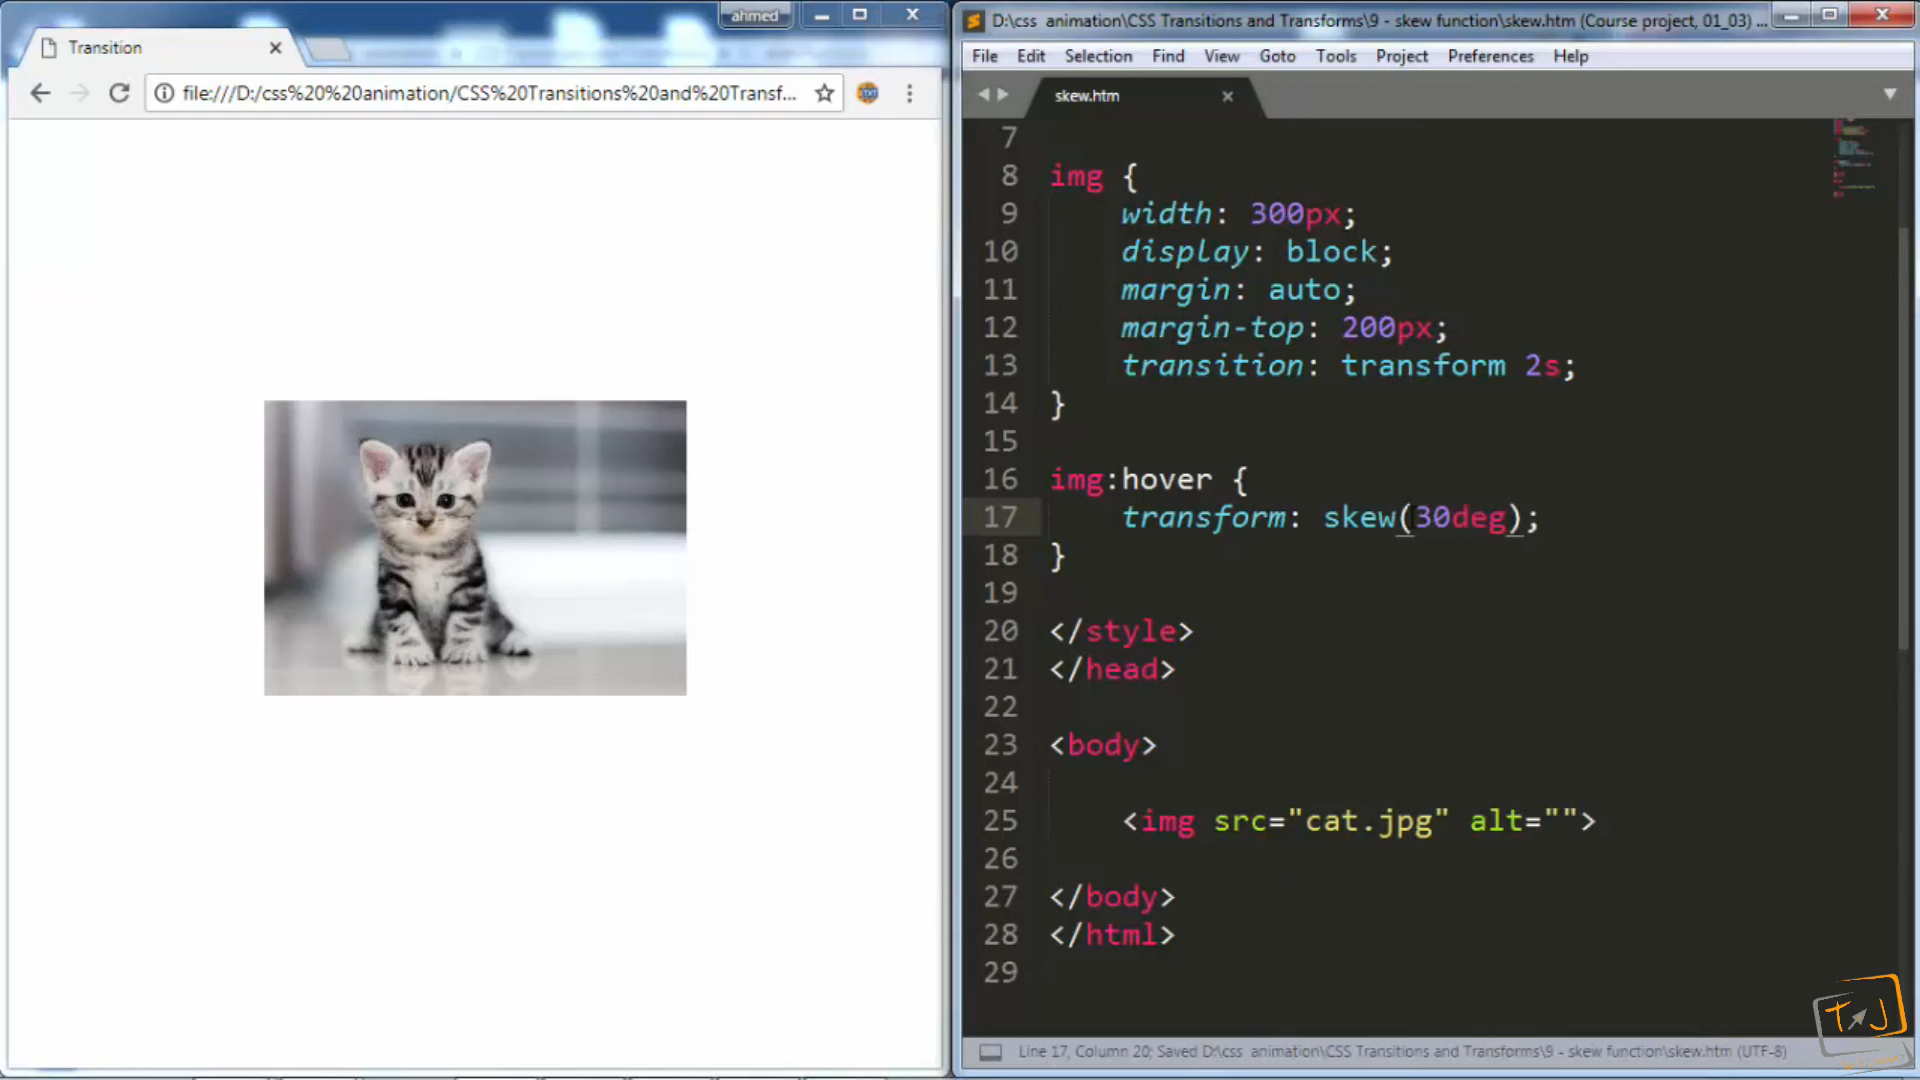 ahmed
Transition
file:///D:/css%20%20animation/CSS%20Transitions%20and%20Transf...
D:\css animation\CSS Transitions and Transforms\9 - skew function\skew.htm (Course project, 01_03) ...
File Edit Selection Find View Goto Tools Project Preferences Help
skew.htm
7
8 img {
9 width: 300px;
10 display: block;
11 margin: auto;
12 margin-top: 200px;
13 transition: transform 2s;
14 }
15
16 img:hover {
17 transform: skew(30deg);
18 }
19
20 </style>
21 </head>
22
23 <body>
24
25 <img src="cat.jpg" alt="">
26
27 </body>
28 </html>
29
Line 17, Column 20; Saved D:\css animation\CSS Transitions and Transforms\9 - skew function\skew.htm (UTF-8)
TJ